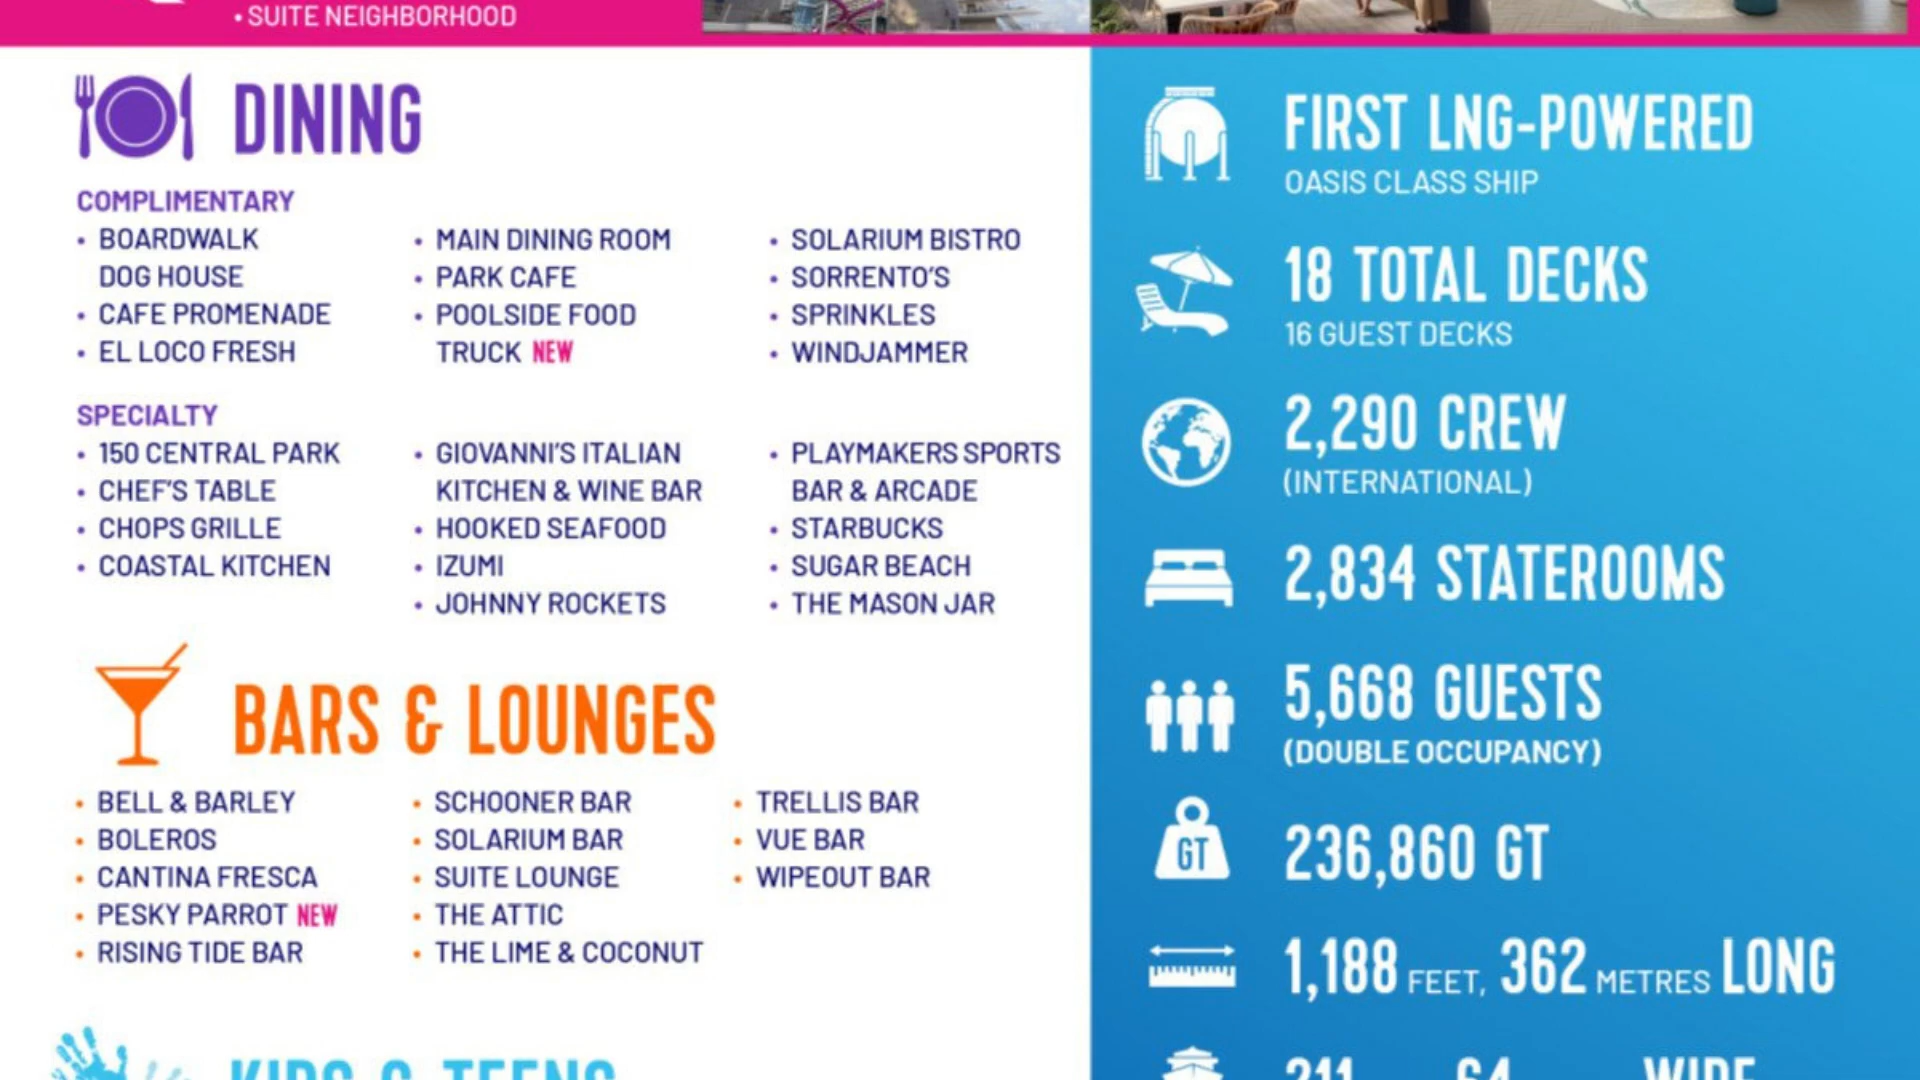 • SUITE NEIGHBORHOOD
DINING
COMPLIMENTARY
• BOARDWALK
DOG HOUSE
• CAFE PROMENADE
• EL LOCO FRESH
• MAIN DINING ROOM
• PARK CAFE
• POOLSIDE FOOD
TRUCK NEW
• SOLARIUM BISTRO
• SORRENTO'S
• SPRINKLES
• WINDJAMMER
SPECIALTY
• 150 CENTRAL PARK
• CHEF'S TABLE
• CHOPS GRILLE
• COASTAL KITCHEN
• GIOVANNI'S ITALIAN
KITCHEN & WINE BAR
• HOOKED SEAFOOD
• IZUMI
• JOHNNY ROCKETS
• PLAYMAKERS SPORTS
BAR & ARCADE
• STARBUCKS
• SUGAR BEACH
• THE MASON JAR
BARS & LOUNGES
• BELL & BARLEY
• BOLEROS
• CANTINA FRESCA
• PESKY PARROT NEW
• RISING TIDE BAR
• SCHOONER BAR
• SOLARIUM BAR
• SUITE LOUNGE
• THE ATTIC
• THE LIME & COCONUT
• TRELLIS BAR
• VUE BAR
• WIPEOUT BAR
KIDS & TEENS
FIRST LNG-POWERED
OASIS CLASS SHIP
18 TOTAL DECKS
16 GUEST DECKS
2,290 CREW
(INTERNATIONAL)
2,834 STATEROOMS
5,668 GUESTS
(DOUBLE OCCUPANCY)
GT
236,860 GT
1,188 FEET, 362 METRES LONG
211 64 WIDE